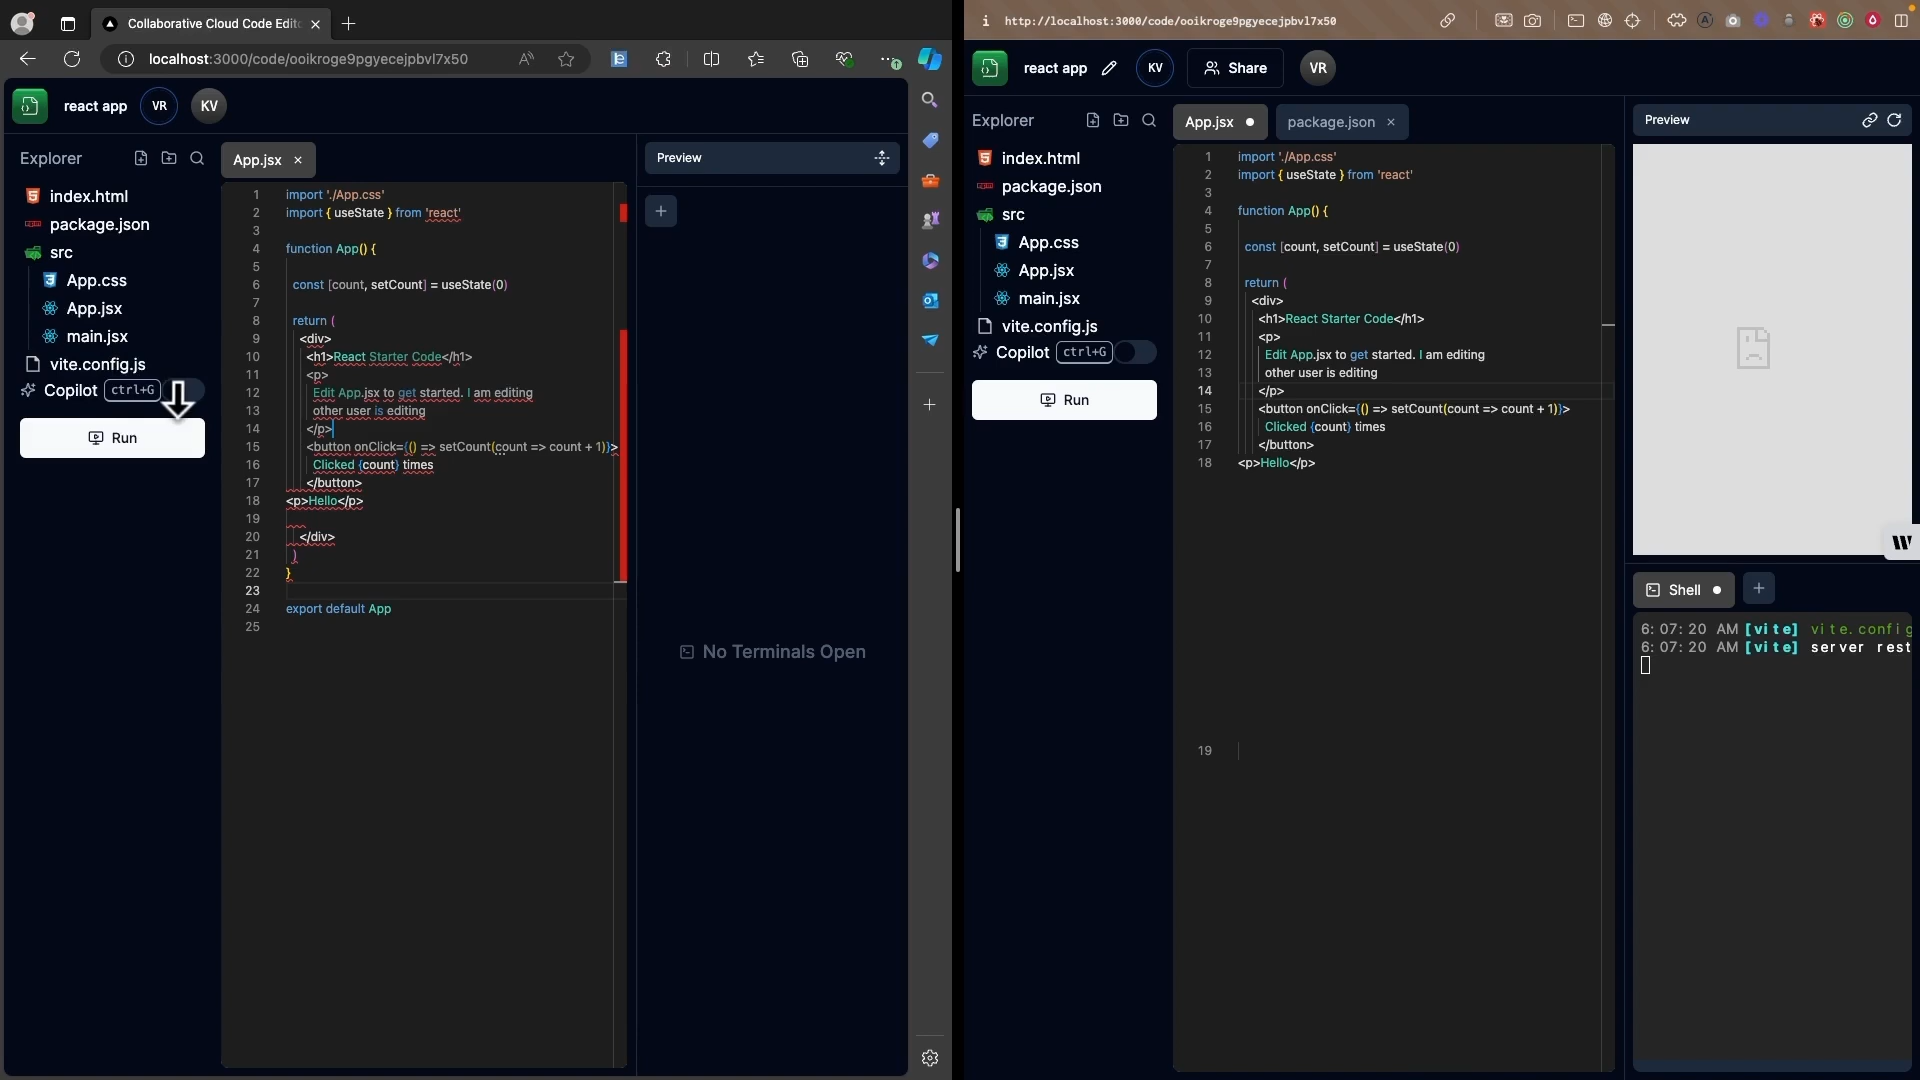 Collaborative Cloud Code Edito
localhost:3000/code/ooikroge9pgyecejpbvl7x50
react app
VR
KV
Explorer
index.html
package.json
src
App.css
App.jsx
main.jsx
vite.config.js
Copilot ctrl+G
Run
App.jsx
1 import './App.css'
2 import { useState } from 'react'
3
4 function App() {
5
6 const [count, setCount] = useState(0)
7
8 return (
9 <div>
10 <h1>React Starter Code</h1>
11 <p>
12 Edit App.jsx to get started. I am editing
13 other user is editing
14 </p>
15 <button onClick={() => setCount(count => count + 1)}>
16 Clicked {count} times
17 </button>
18 <p>Hello</p>
19
20 </div>
21 )
22 }
23
24 export default App
25
Preview
No Terminals Open
http://localhost:3000/code/ooikroge9pgyecejpbvl7x50
react app
KV
Share
VR
Explorer
index.html
package.json
src
App.css
App.jsx
main.jsx
vite.config.js
Copilot ctrl+G
Run
App.jsx
package.json
1 import './App.css'
2 import { useState } from 'react'
3
4 function App() {
5
6 const [count, setCount] = useState(0)
7
8 return (
9 <div>
10 <h1>React Starter Code</h1>
11 <p>
12 Edit App.jsx to get started. I am editing
13 other user is editing
14 </p>
15 <button onClick={() => setCount(count => count + 1)}>
16 Clicked {count} times
17 </button>
18 <p>Hello</p>
19
Preview
Shell
6:07:20 AM [vite] vite.config
6:07:20 AM [vite] server rest